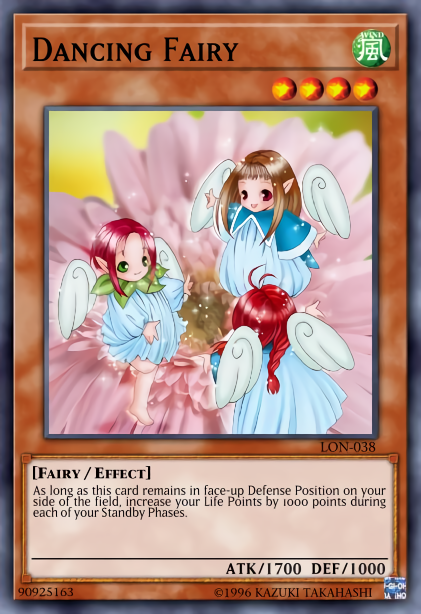 DANCING FAIRY
WIND
風
LON-038
[FAIRY / EFFECT]
As long as this card remains in face-up Defense Position on your
side of the field, increase your Life Points by 1000 points during
each of your Standby Phases.
ATK/1700 DEF/1000
90925163
©1996 KAZUKI TAKAHASHI